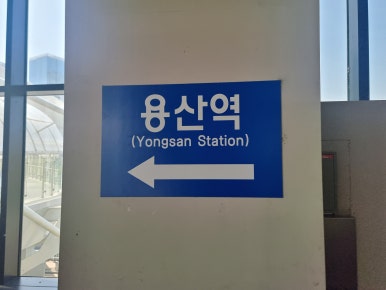 용산역
(Yongsan Station)